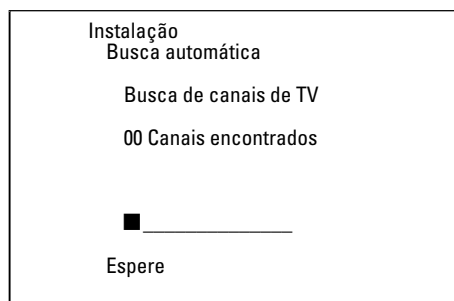 Instalação
Busca automática
Busca de canais de TV
00 Canais encontrados
Espere